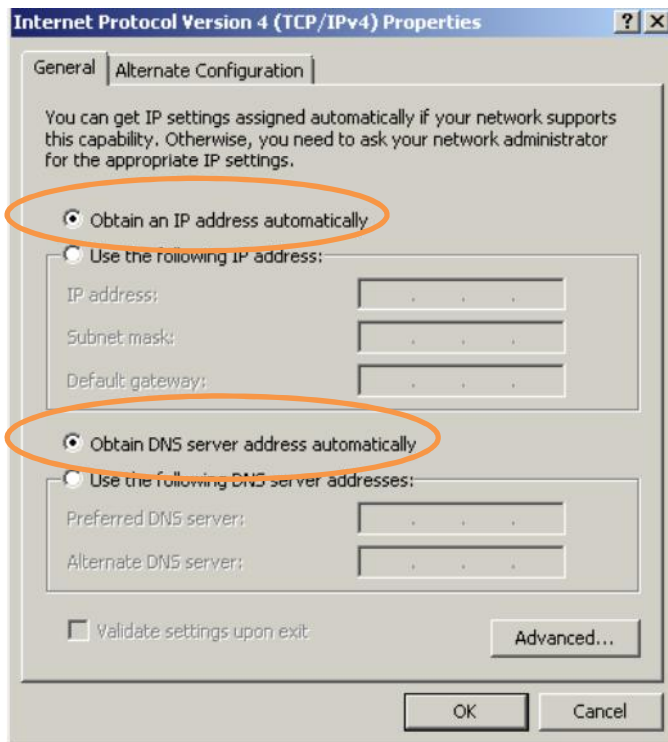 Internet Protocol Version 4 (TCP/IPv4) Properties
General
Alternate Configuration
You can get IP settings assigned automatically if your network supports
this capability. Otherwise, you need to ask your network administrator
for the appropriate IP settings.
Obtain an IP address automatically
Use the following IP address:
IP address:
Subnet mask:
Default gateway:
Obtain DNS server address automatically
Use the following DNS server addresses:
Preferred DNS server:
Alternate DNS server:
Validate settings upon exit
Advanced...
OK
Cancel